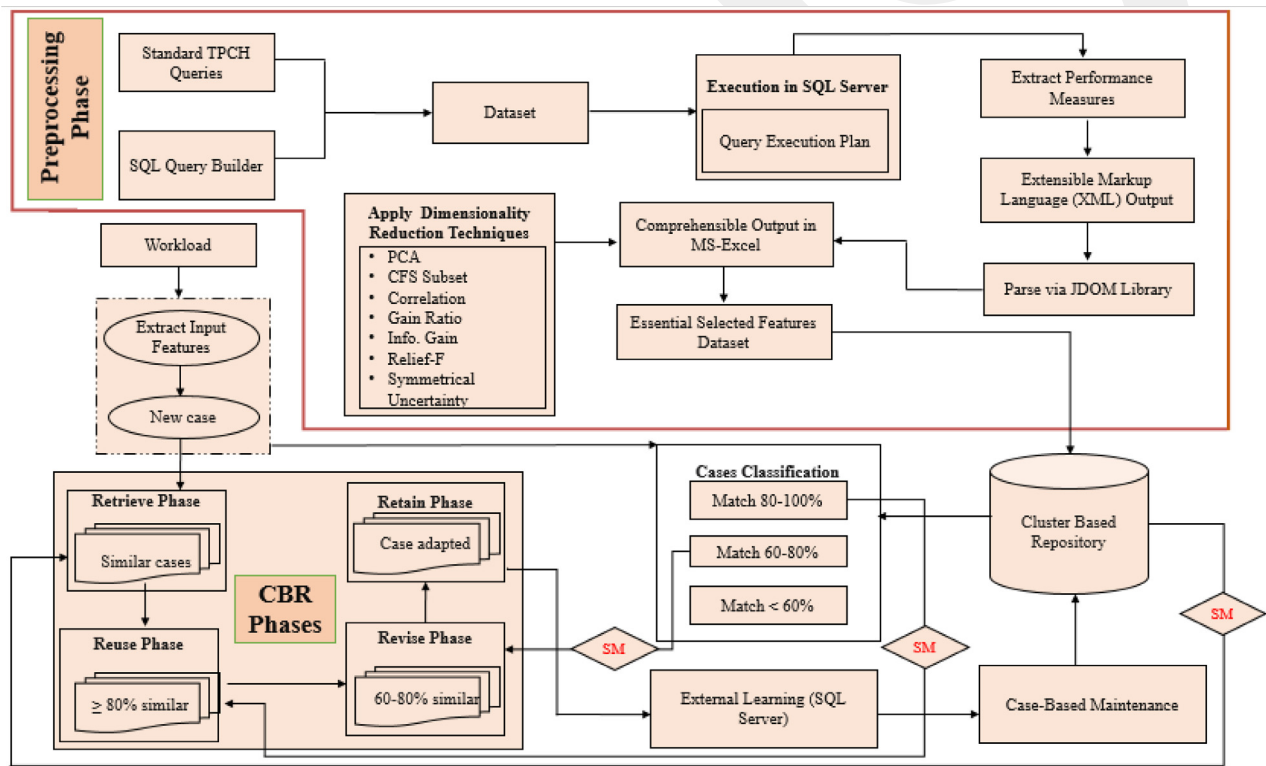 Preprocessing
Phase
Standard TPCH
Queries
SQL Query Builder
Dataset
Execution in SQL Server
Query Execution Plan
Extract Performance
Measures
Extensible Markup
Language (XML) Output
Parse via JDOM Library
Comprehensible Output in
MS-Excel
Essential Selected Features
Dataset
Apply Dimensionality
Reduction Techniques
• PCA
• CFS Subset
• Correlation
• Gain Ratio
• Info. Gain
• Relief-F
• Symmetrical
Uncertainty
Workload
Extract Input
Features
New case
CBR
Phases
Retrieve Phase
Similar cases
Reuse Phase
≥ 80% similar
Retain Phase
Case adapted
Revise Phase
60-80% similar
Cases Classification
Match 80-100%
Match 60-80%
Match < 60%
SM
SM
SM
Cluster Based
Repository
External Learning (SQL
Server)
Case-Based Maintenance